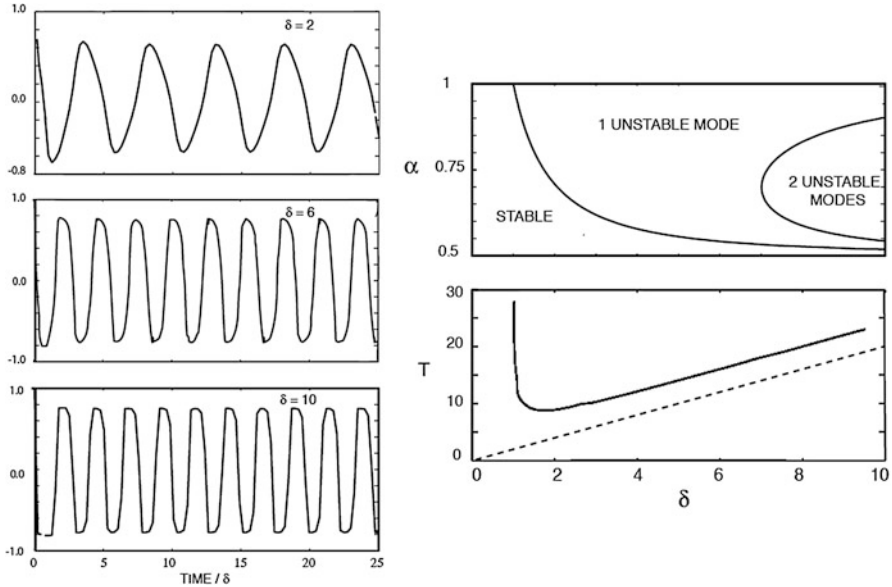 1.0
δ = 2
0.0
-0.8
1.0
δ = 6
0.0
-1.0
1.0
δ = 10
0.0
-1.0
0 5 10 15 20 25
TIME / δ
1
1 UNSTABLE MODE
α 0.75
2 UNSTABLE
MODES
STABLE
0.5
30
20
T
10
0
0 2 4 6 8 10
δ